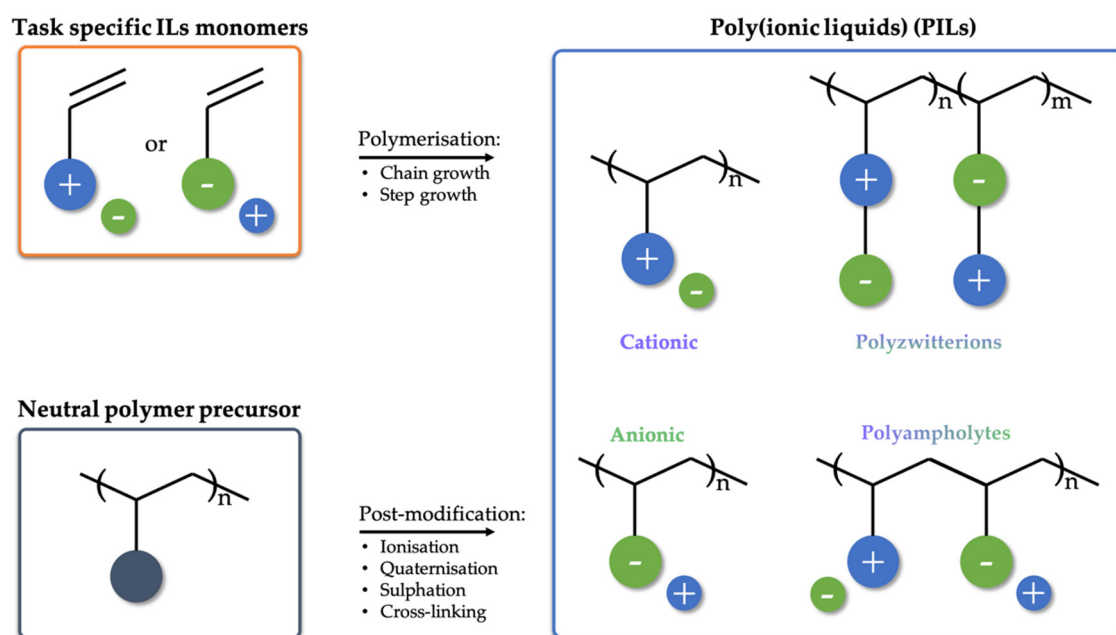 Task specific ILs monomers
or
+
-
-
+
Polymerisation:
• Chain growth
• Step growth
Poly(ionic liquids) (PILs)
( )n
+
-
Cationic
( )n ( )m
+
-
-
+
Polyzwitterions
Neutral polymer precursor
( )n
Post-modification:
• Ionisation
• Quaternisation
• Sulphation
• Cross-linking
Anionic
( )n
-
+
Polyampholytes
( )n
+
-
-
+